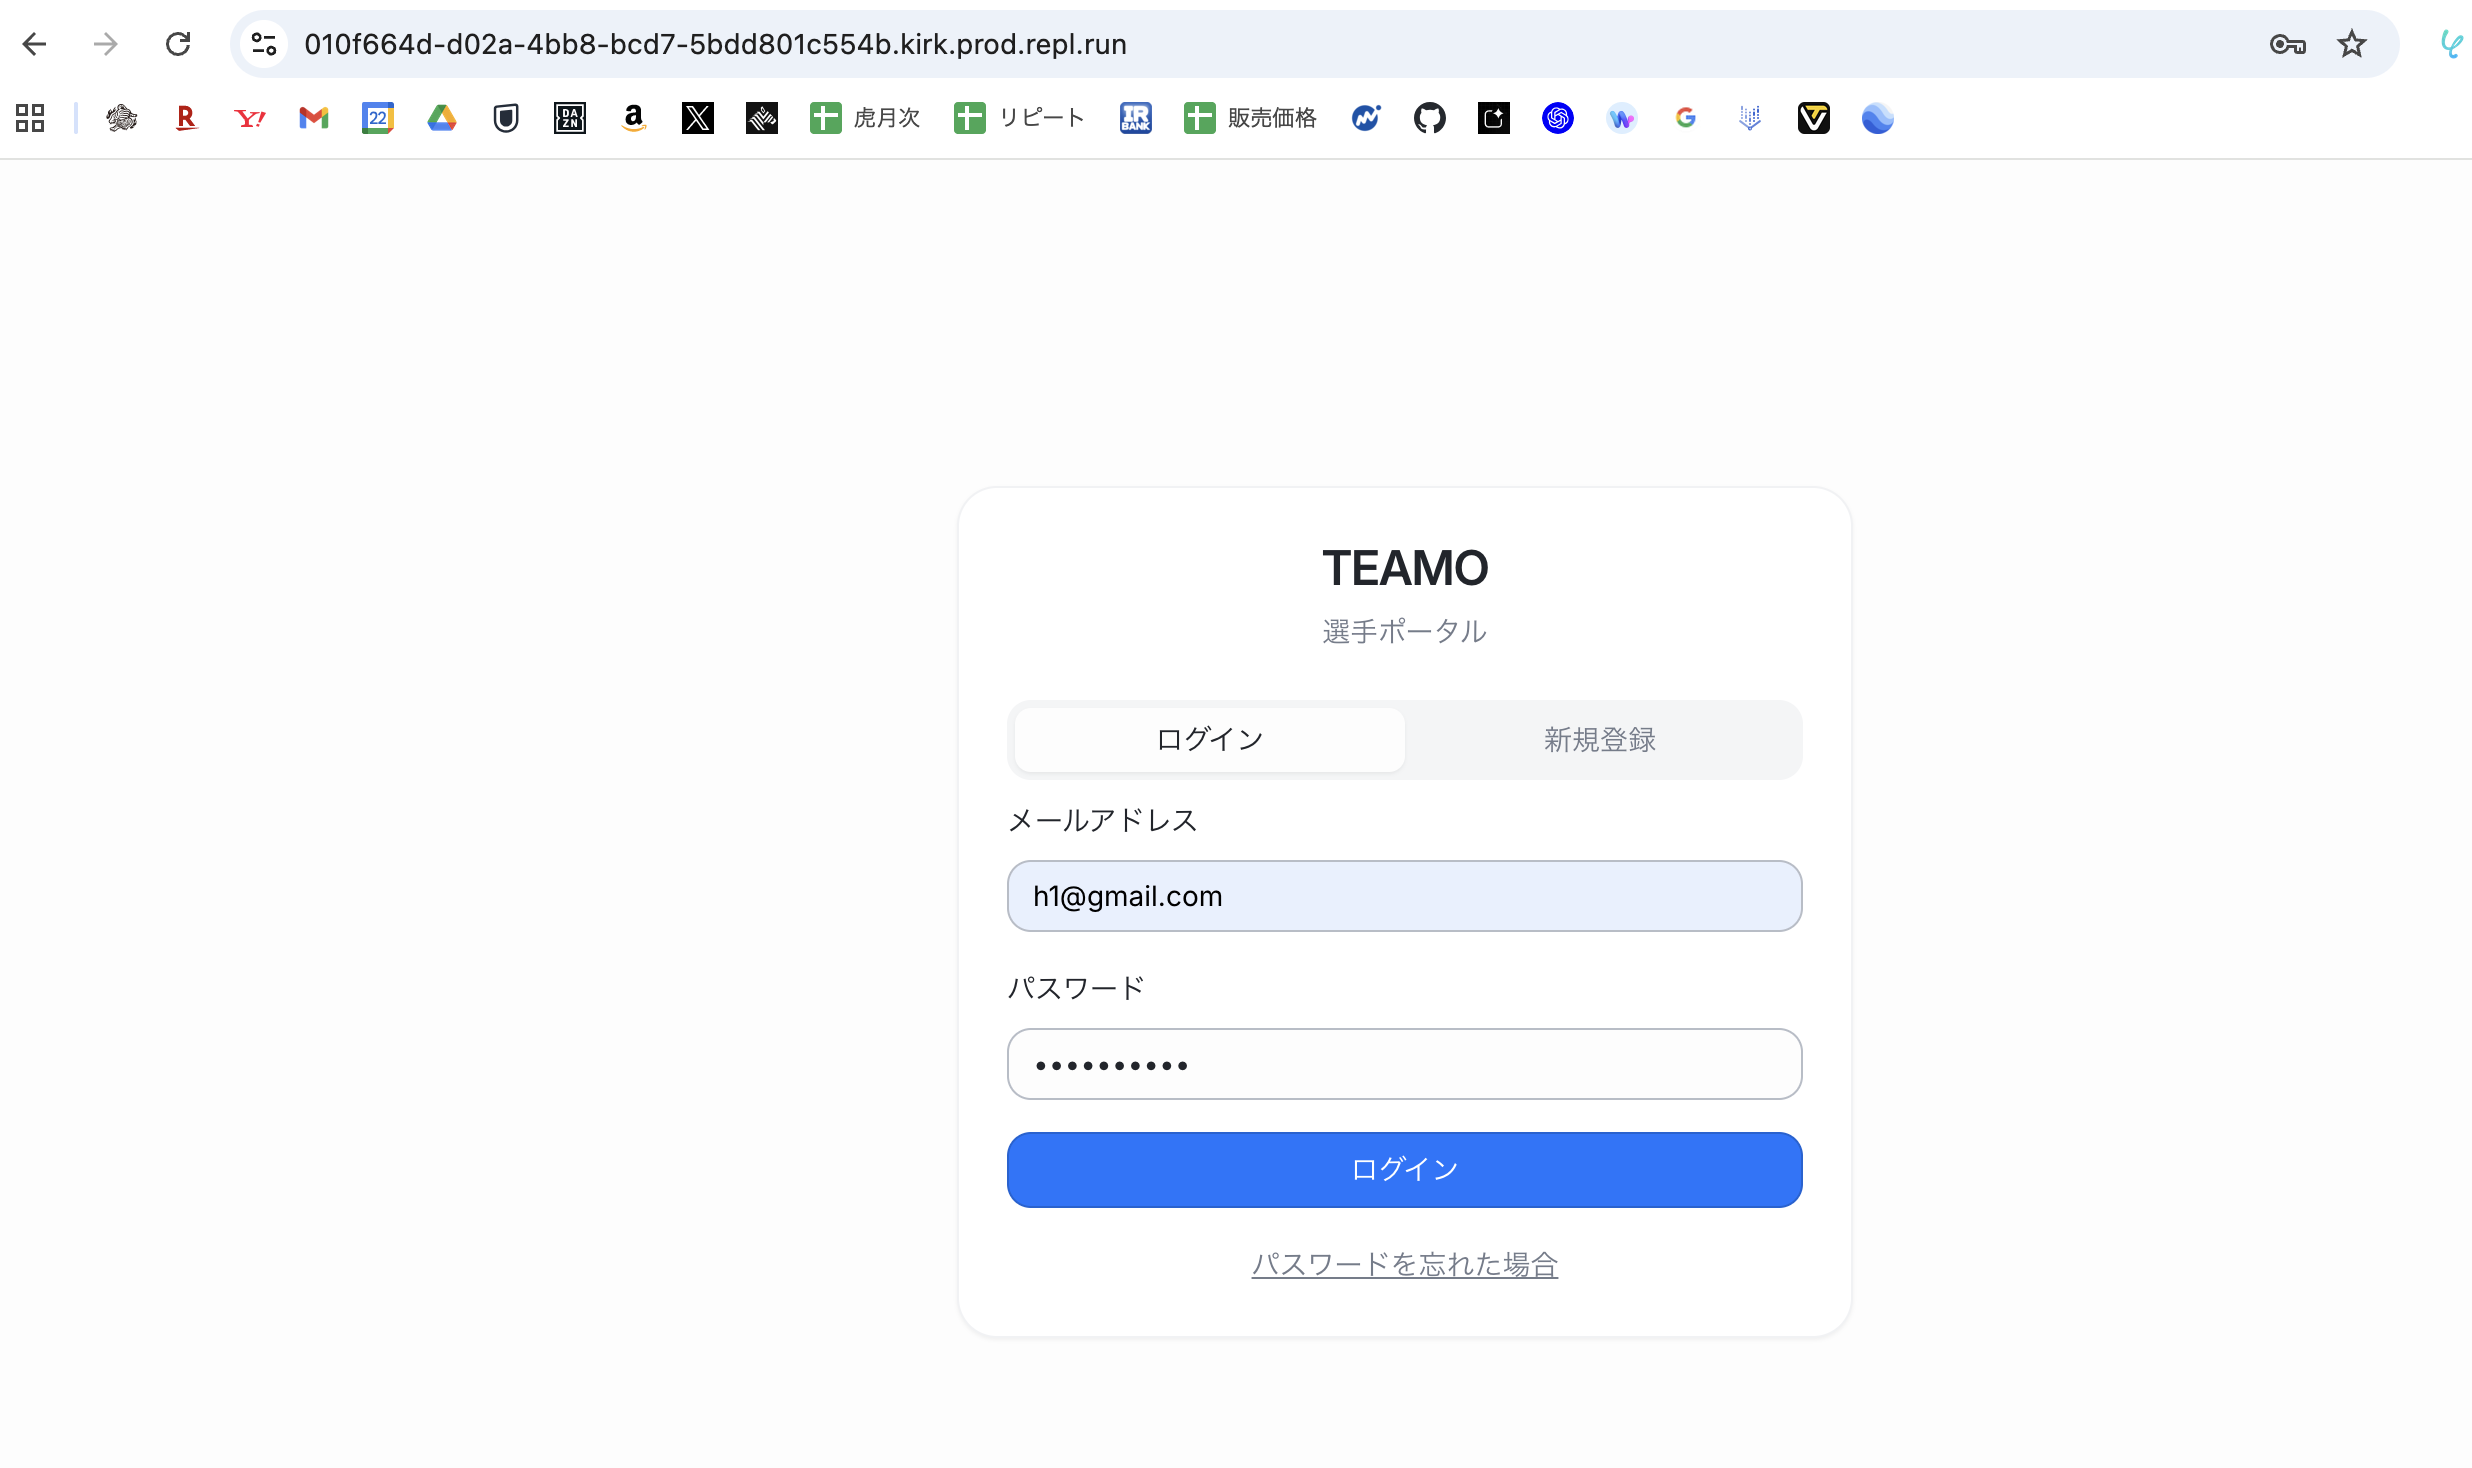 010f664d-d02a-4bb8-bcd7-5bdd801c554b.kirk.prod.repl.run
R Y! 22 DAZN a X 虎月次 リピート IR BANK 販売価格 W G TV
TEAMO
選手ポータル
ログイン 新規登録
メールアドレス
h1@gmail.com
パスワード
••••••••••
ログイン
パスワードを忘れた場合